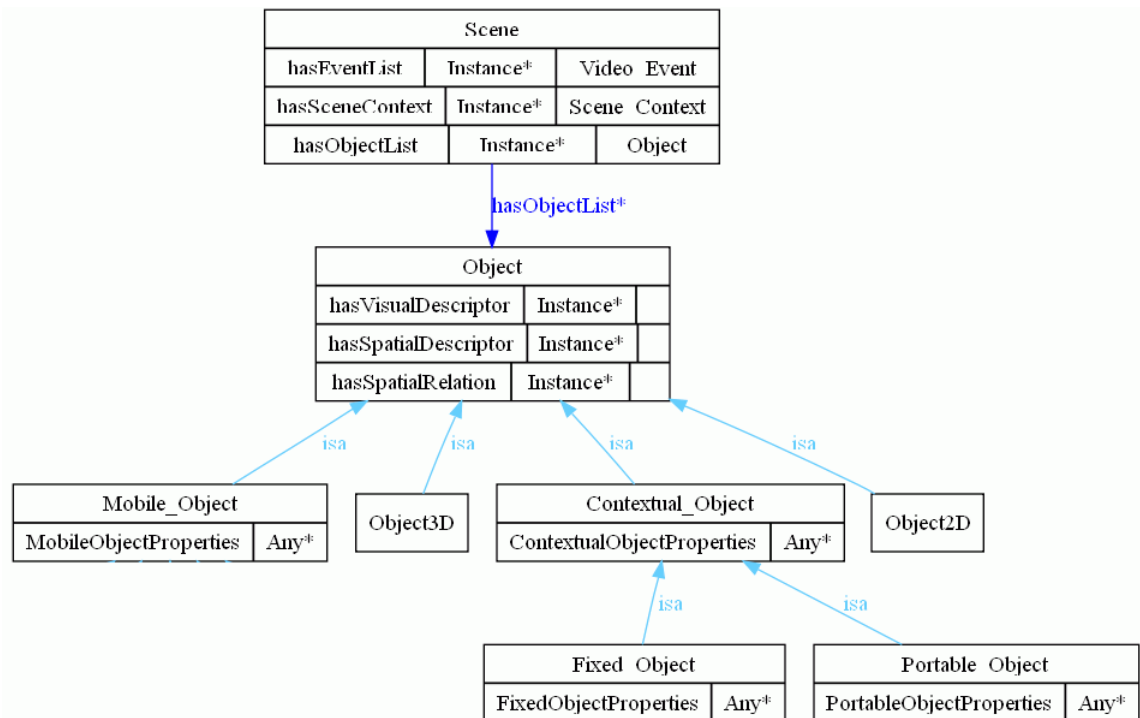 Scene
hasEventList Instance* Video Event
hasSceneContext Instance* Scene Context
hasObjectList Instance* Object
hasObjectList*
Object
hasVisualDescriptor Instance*
hasSpatialDescriptor Instance*
hasSpatialRelation Instance*
isa isa isa isa
Mobile_Object
MobileObjectProperties Any*
Object3D
Contextual_Object
ContextualObjectProperties Any*
Object2D
isa isa
Fixed Object
FixedObjectProperties Any*
Portable Object
PortableObjectProperties Any*